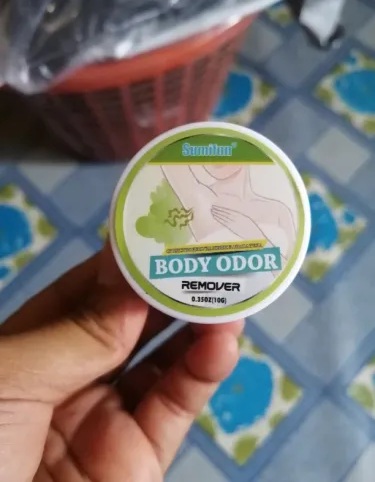 Sumifun®
BODY ODOR
REMOVER
0.35OZ(10G)